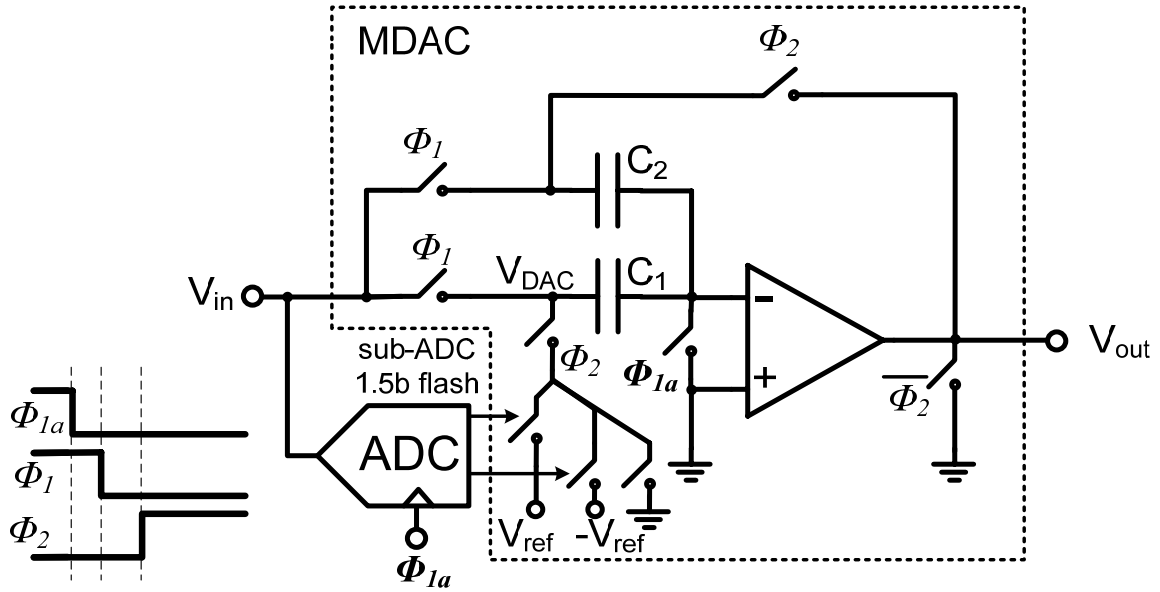 MDAC
Φ2
Φ1
C2
Φ1
VDAC
C1
Vin
-
sub-ADC
1.5b flash
Φ2
Φ1a
+
Φ2
Vout
Φ1a
Φ1
Φ2
ADC
Vref -Vref
Φ1a